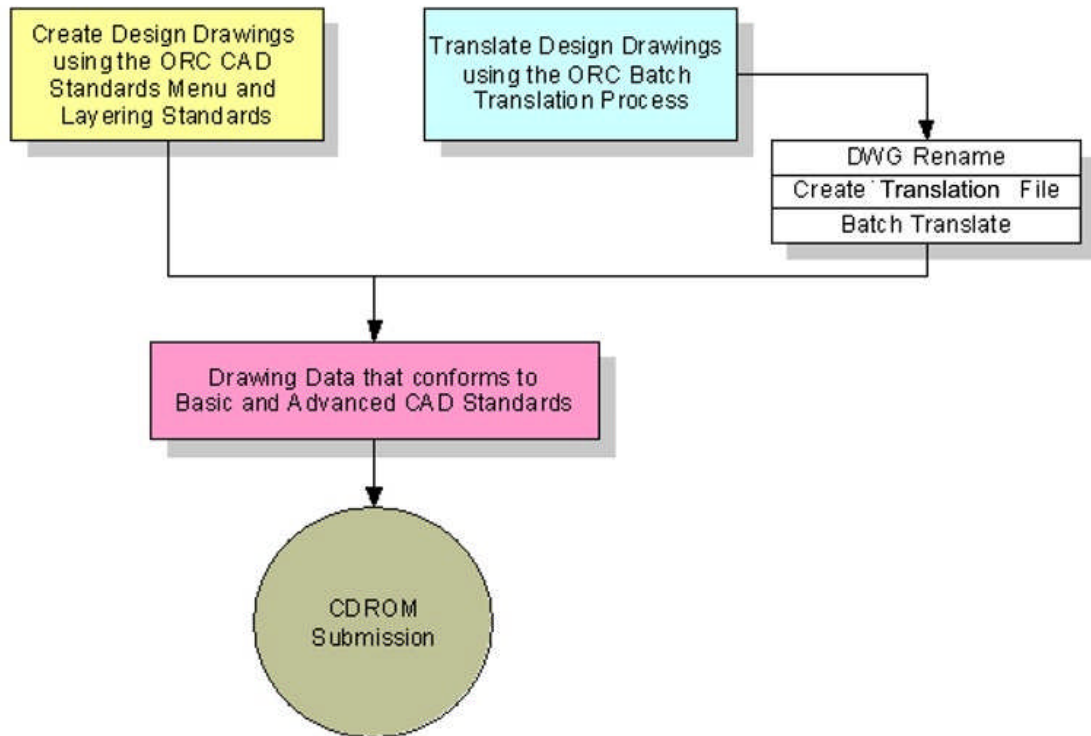 Create Design Drawings
using the ORC CAD
Standards Menu and
Layering Standards
Translate Design Drawings
using the ORC Batch
Translation Process
DWG Rename
Create Translation File
Batch Translate
Drawing Data that conforms to
Basic and Advanced CAD Standards
CDROM
Submission